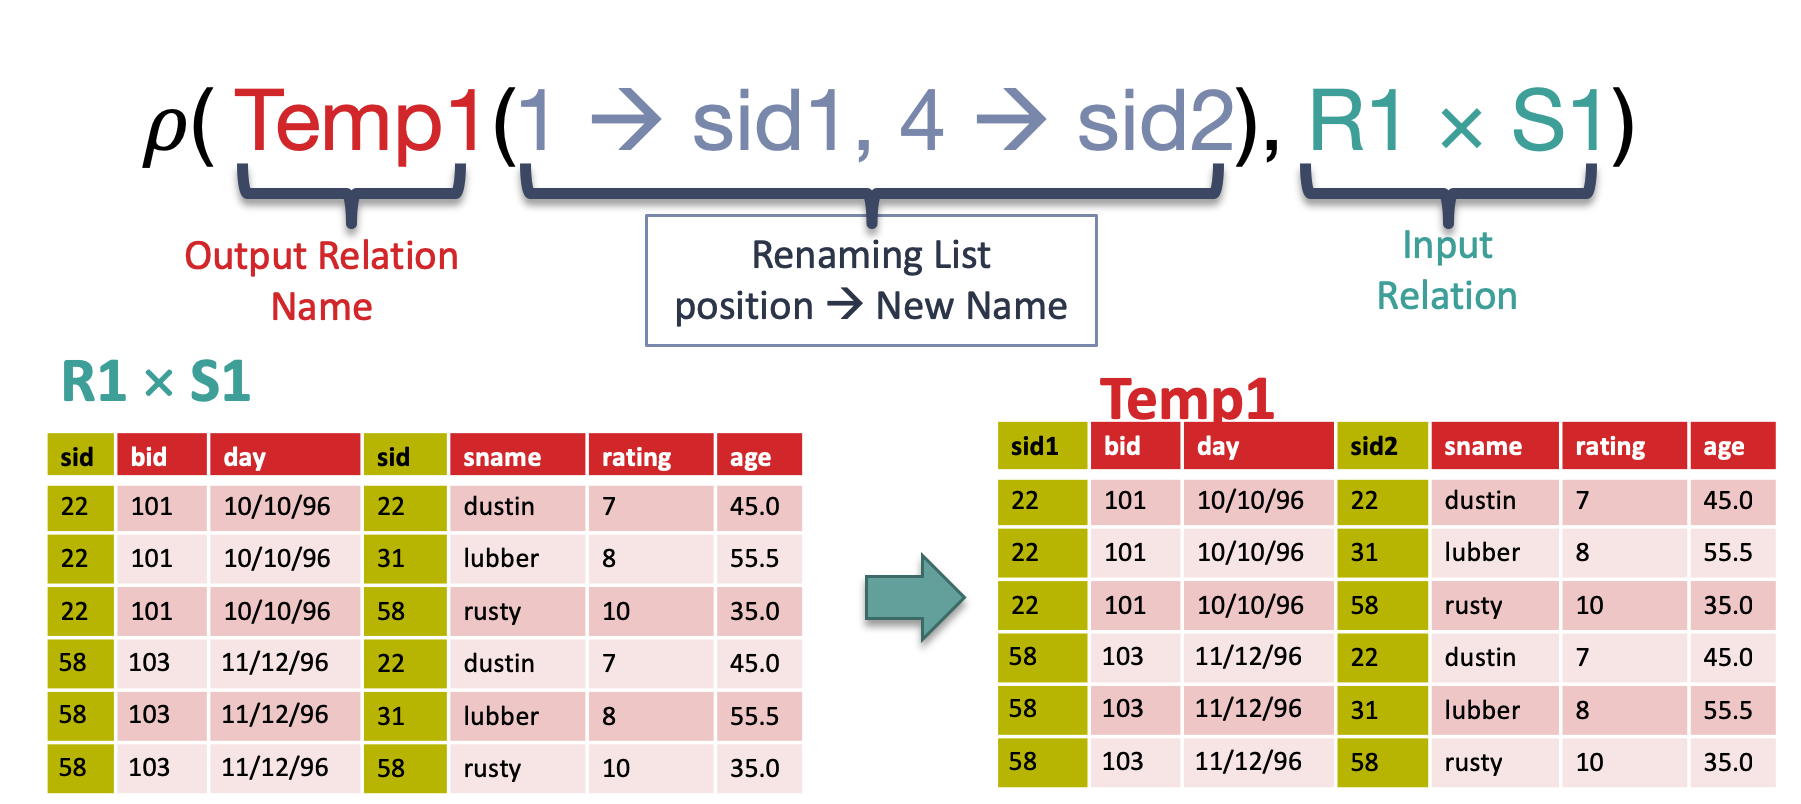 ρ( Temp1(1 → sid1, 4 → sid2), R1 × S1)
Output Relation
Name
Renaming List
position → New Name
Input
Relation
R1 × S1
sid bid day sid sname rating age
22 101 10/10/96 22 dustin 7 45.0
22 101 10/10/96 31 lubber 8 55.5
22 101 10/10/96 58 rusty 10 35.0
58 103 11/12/96 22 dustin 7 45.0
58 103 11/12/96 31 lubber 8 55.5
58 103 11/12/96 58 rusty 10 35.0
Temp1
sid1 bid day sid2 sname rating age
22 101 10/10/96 22 dustin 7 45.0
22 101 10/10/96 31 lubber 8 55.5
22 101 10/10/96 58 rusty 10 35.0
58 103 11/12/96 22 dustin 7 45.0
58 103 11/12/96 31 lubber 8 55.5
58 103 11/12/96 58 rusty 10 35.0